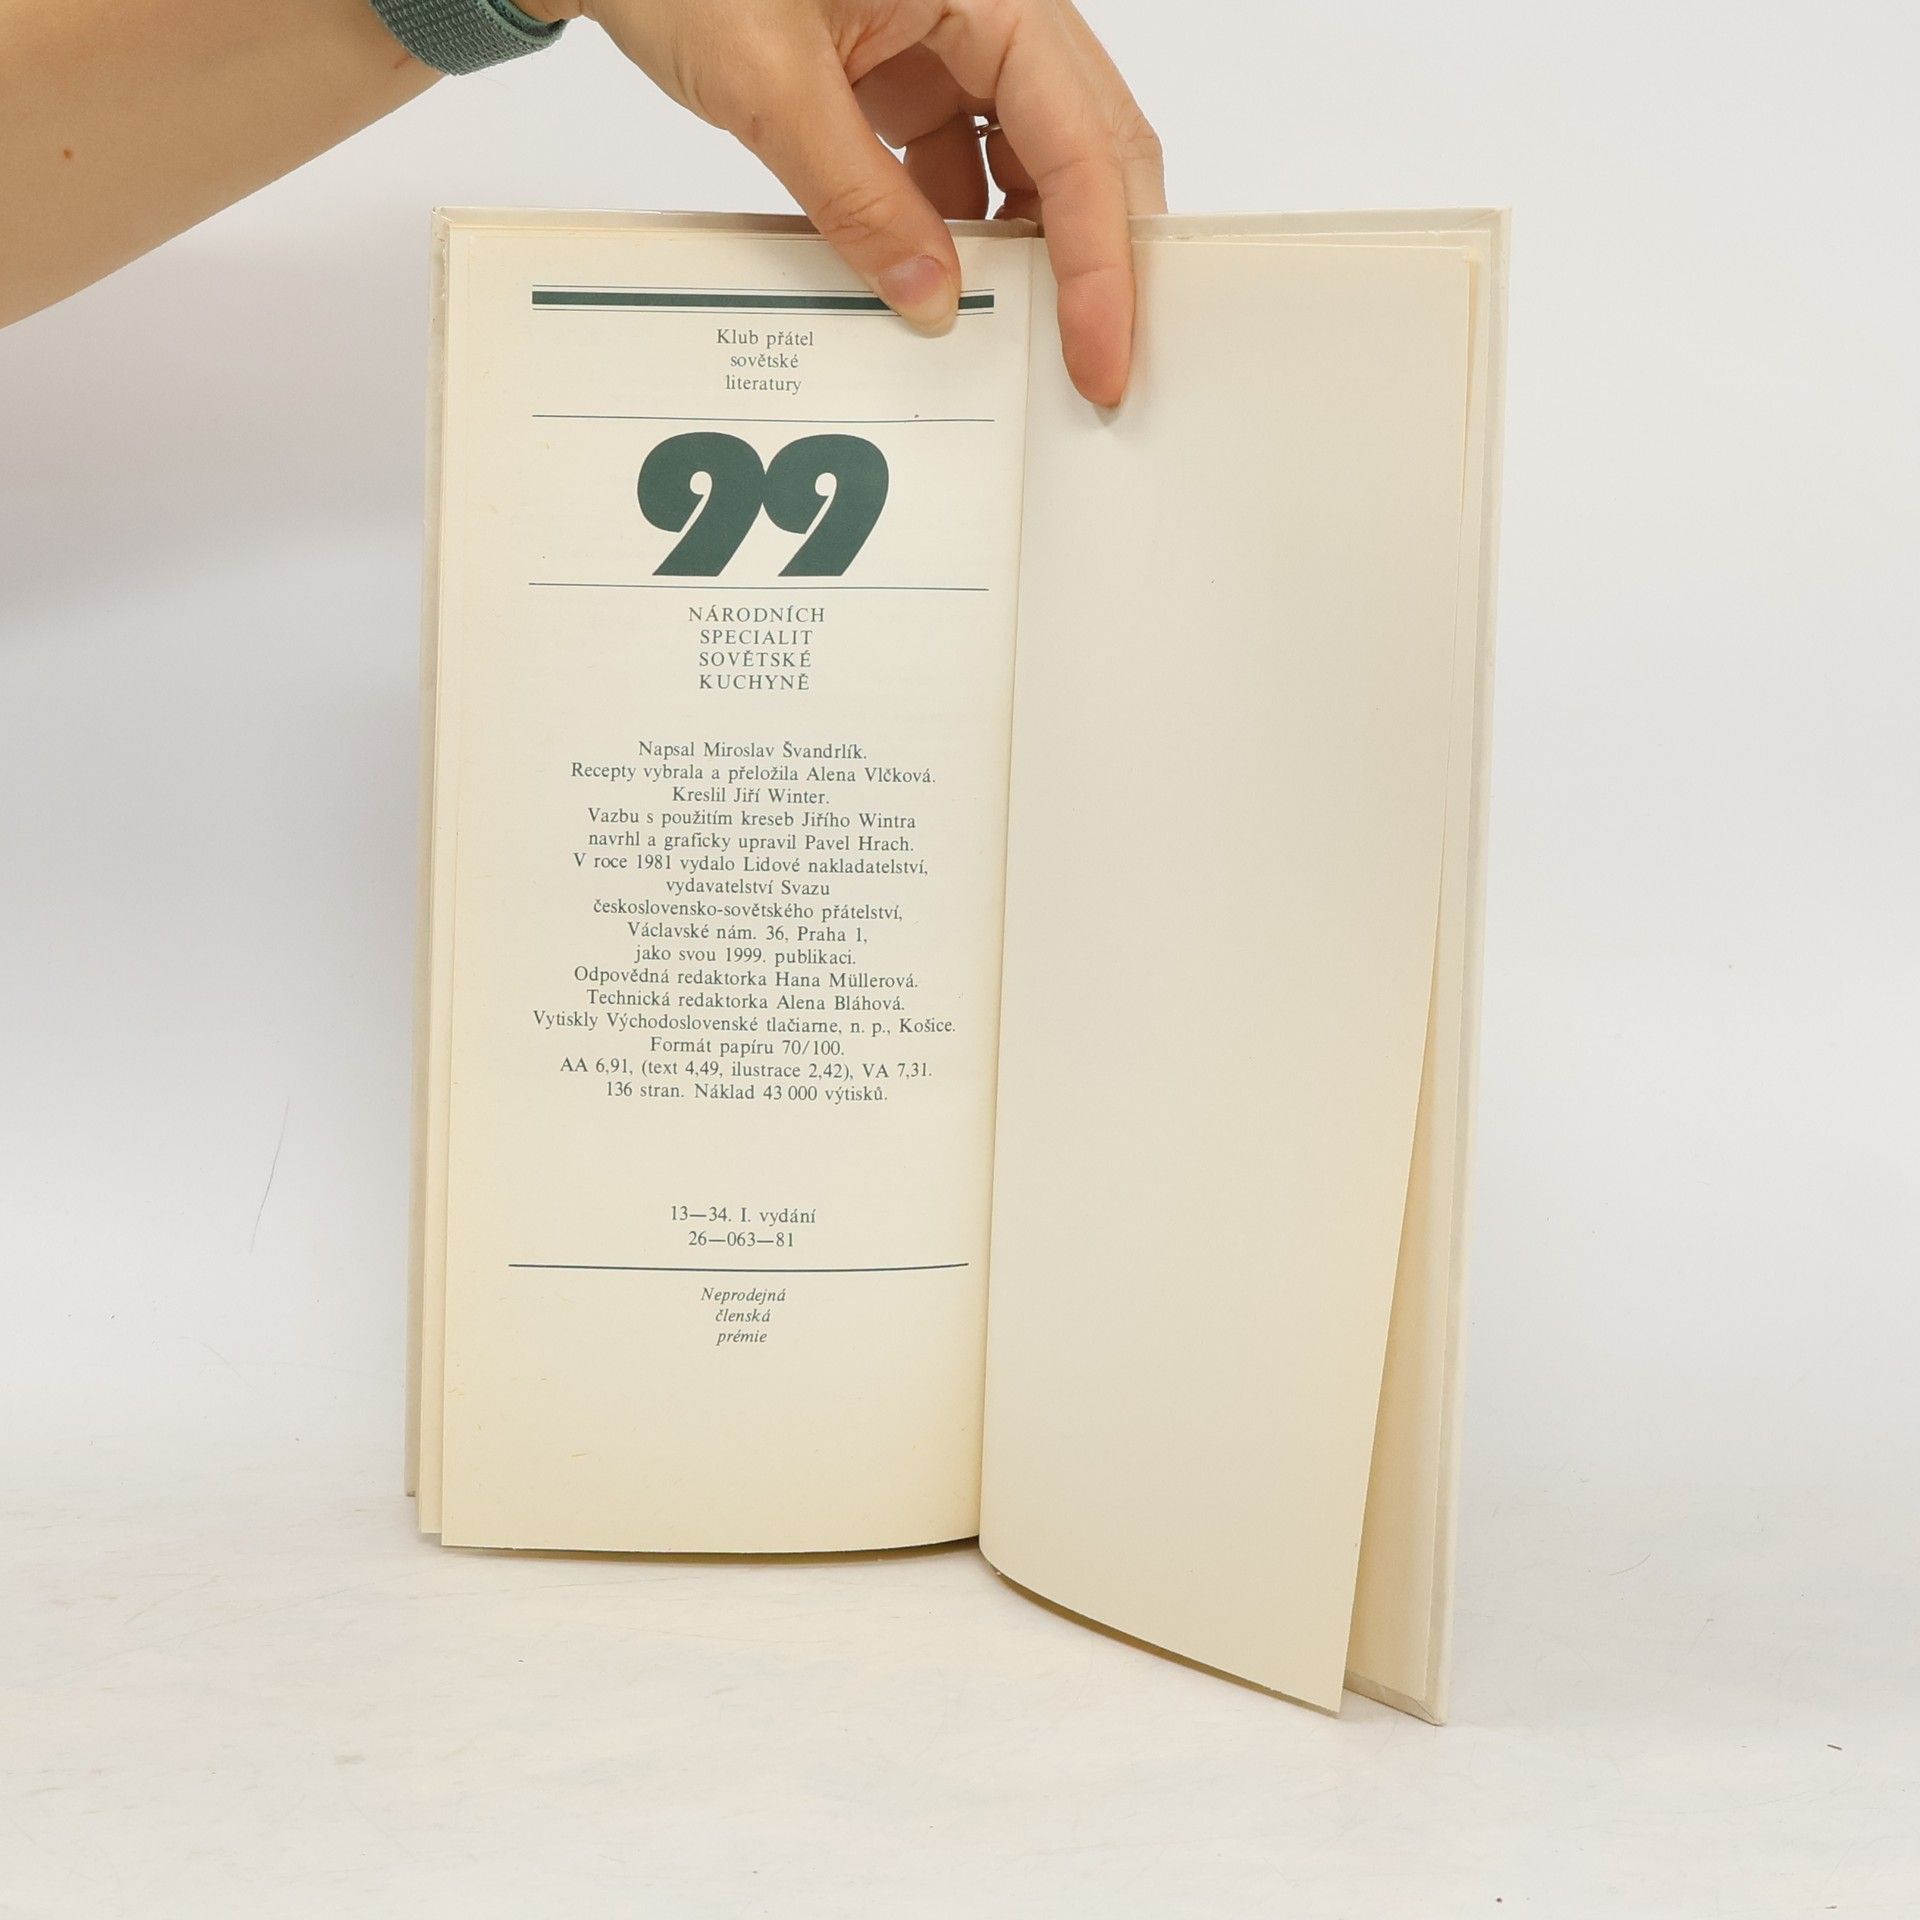 Klub přátel
sovětské
literatury
99
NÁRODNÍCH
SPECIALIT
SOVĚTSKÉ
KUCHYNĚ
Napsal Miroslav Švandrlík.
Recepty vybrala a přeložila Alena Vlčková.
Kreslil Jiří Winter.
Vazbu s použitím kreseb Jiřího Wintra
navrhl a graficky upravil Pavel Hrach.
V roce 1981 vydalo Lidové nakladatelství,
vydavatelství Svazu
československo-sovětského přátelství,
Václavské nám. 36, Praha 1,
jako svou 1999. publikaci.
Odpovědná redaktorka Hana Müllerová.
Technická redaktorka Alena Bláhová.
Vytiskly Východoslovenské tlačiarne, n. p., Košice.
Formát papíru 70/100.
AA 6,91, (text 4,49, ilustrace 2,42), VA 7,31.
136 stran. Náklad 43 000 výtisků.
13—34. I. vydání
26—063—81
Neprodejná
členská
prémie